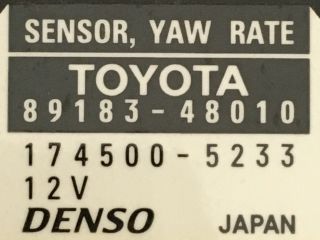 SENSOR, YAW RATE
TOYOTA
89183-48010
174500-5233
12V
DENSO JAPAN